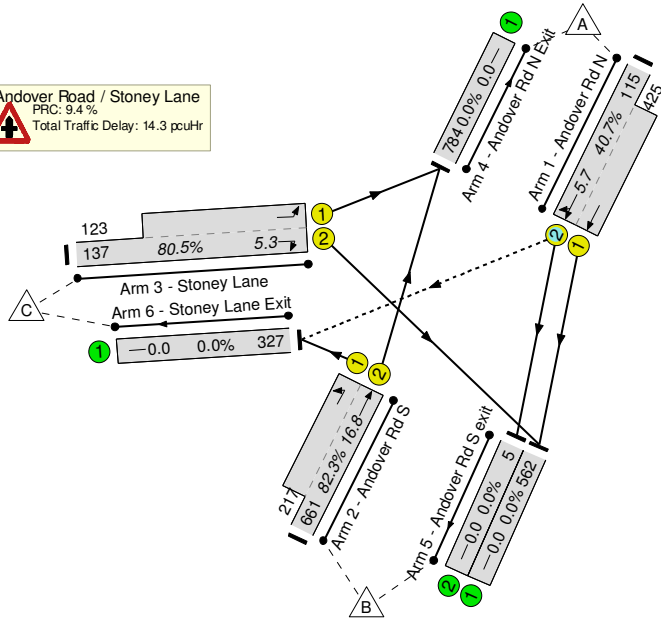 Andover Road / Stoney Lane
PRC: 9.4 %
Total Traffic Delay: 14.3 pcuHr
A
1
784 0.0% 0.0
Arm 4 - Andover Rd N Exit
Arm 1 - Andover Rd N
115
425
40.7%
5.7
2
1
123
137 80.5% 5.3
1
2
Arm 3 - Stoney Lane
C
Arm 6 - Stoney Lane Exit
1
0.0 0.0% 327
1
2
217
661 82.3% 16.8
Arm 2 - Andover Rd S
Arm 5 - Andover Rd S exit
0.0 0.0% 5
0.0 0.0% 562
2
1
B